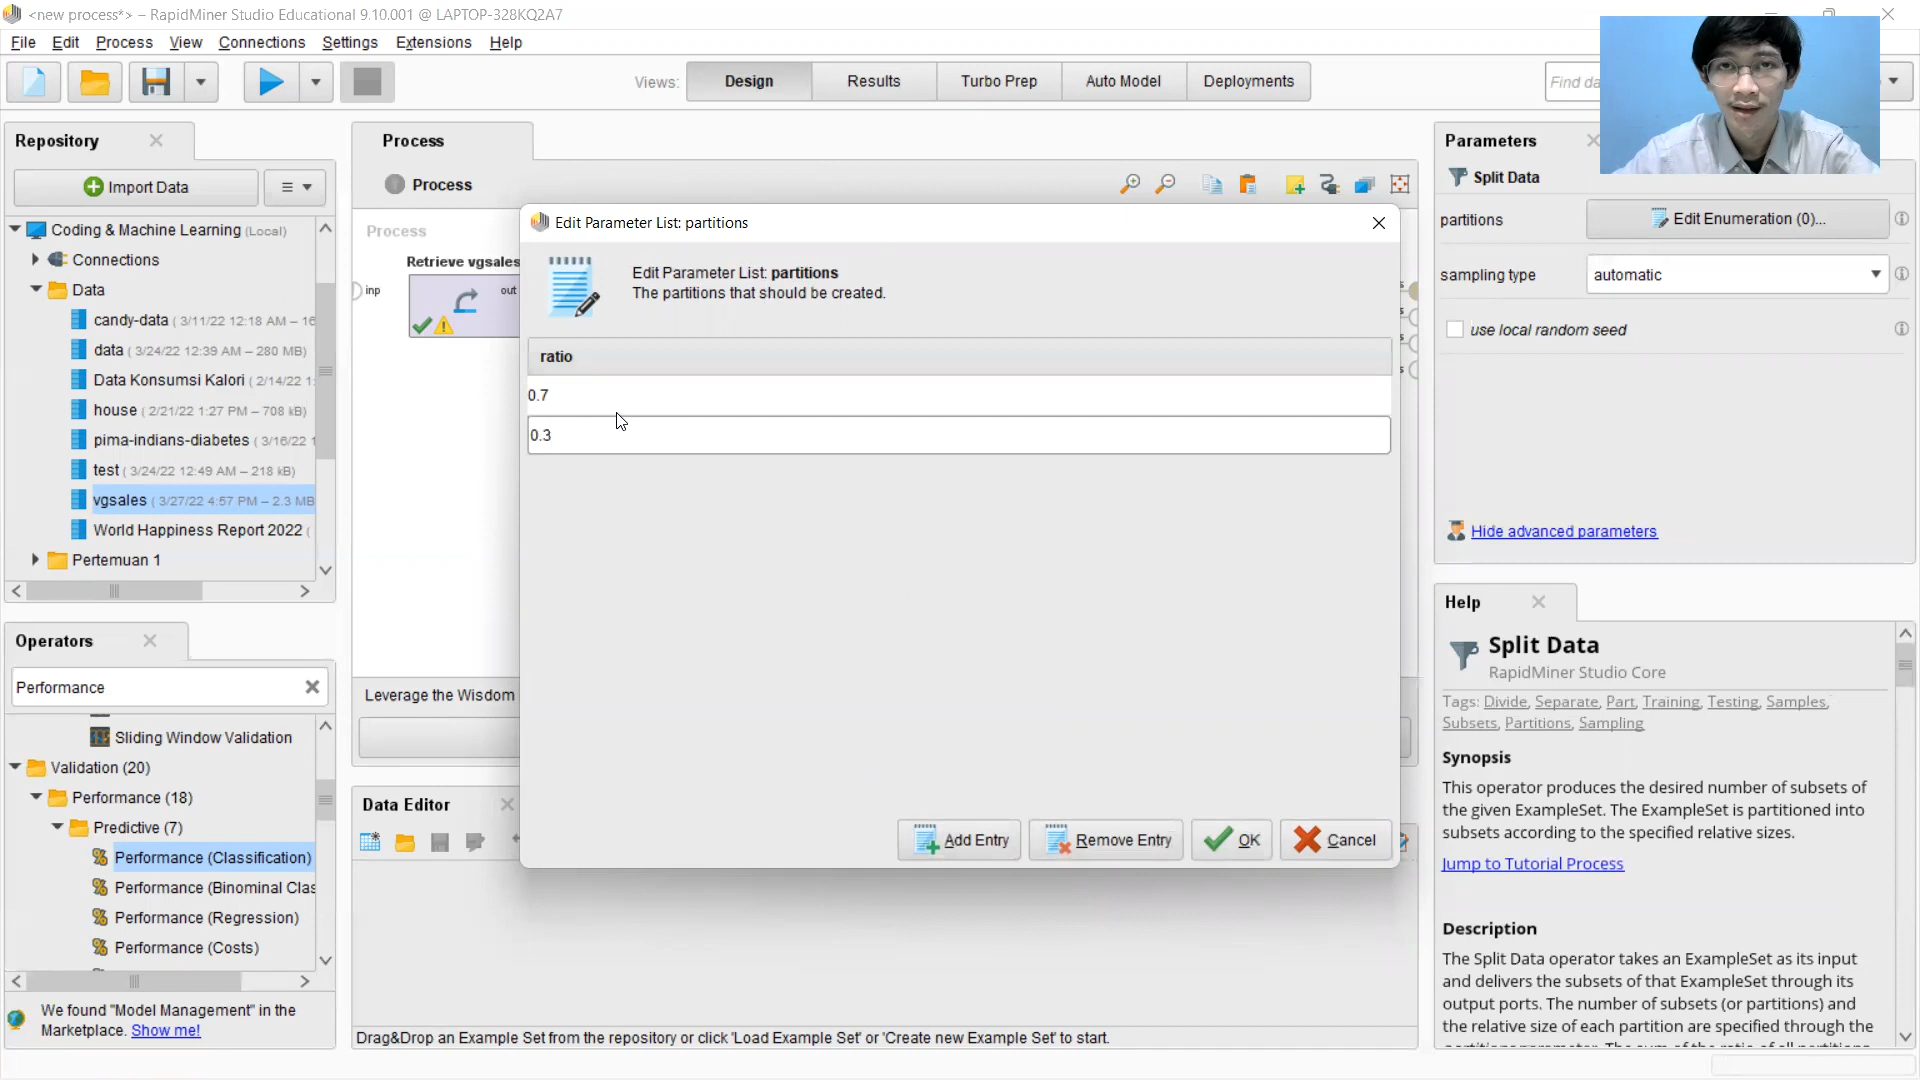 <new process*> – RapidMiner Studio Educational 9.10.001 @ LAPTOP-328KQ2A7
File Edit Process View Connections Settings Extensions Help
Views: Design Results Turbo Prep Auto Model Deployments
Find da
Repository
Import Data
Coding & Machine Learning (Local)
Connections
Data
candy-data ( 3/11/22 12:18 AM – 16
data ( 3/24/22 12:39 AM – 280 MB)
Data Konsumsi Kalori ( 2/14/22 1:
house ( 2/21/22 1:27 PM – 708 kB)
pima-indians-diabetes ( 3/16/22 1
test ( 3/24/22 12:49 AM – 218 kB)
vgsales ( 3/27/22 4:57 PM – 2.3 MB
World Happiness Report 2022 (
Pertemuan 1
Operators
Performance
Sliding Window Validation
Validation (20)
Performance (18)
Predictive (7)
Performance (Classification)
Performance (Binominal Clas
Performance (Regression)
Performance (Costs)
We found "Model Management" in the
Marketplace. Show me!
Process
Process
Process
Retrieve vgsales
inp
out
Leverage the Wisdom
Edit Parameter List: partitions
Edit Parameter List: partitions
The partitions that should be created.
ratio
0.7
0.3
Add Entry Remove Entry OK Cancel
Data Editor
Drag&Drop an Example Set from the repository or click 'Load Example Set' or 'Create new Example Set' to start.
Parameters
Split Data
partitions Edit Enumeration (0)...
sampling type automatic
use local random seed
Hide advanced parameters
Help
Split Data
RapidMiner Studio Core
Tags: Divide, Separate, Part, Training, Testing, Samples,
Subsets, Partitions, Sampling
Synopsis
This operator produces the desired number of subsets of
the given ExampleSet. The ExampleSet is partitioned into
subsets according to the specified relative sizes.
Jump to Tutorial Process
Description
The Split Data operator takes an ExampleSet as its input
and delivers the subsets of that ExampleSet through its
output ports. The number of subsets (or partitions) and
the relative size of each partition are specified through the